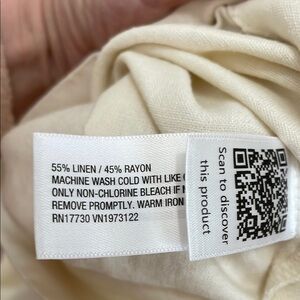 55% LINEN / 45% RAYON
MACHINE WASH COLD WITH LIKE
ONLY NON-CHLORINE BLEACH IF
REMOVE PROMPTLY. WARM IRON
RN17730 VN1973122
Scan to discover
this product